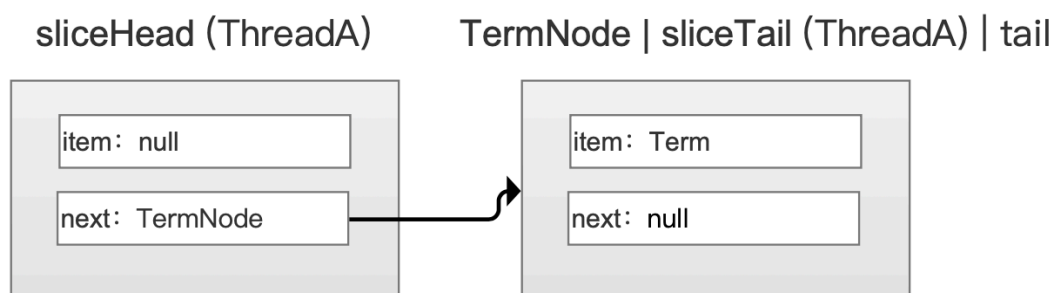 sliceHead (ThreadA)
TermNode | sliceTail (ThreadA) | tail
item：null
next：TermNode
item：Term
next：null